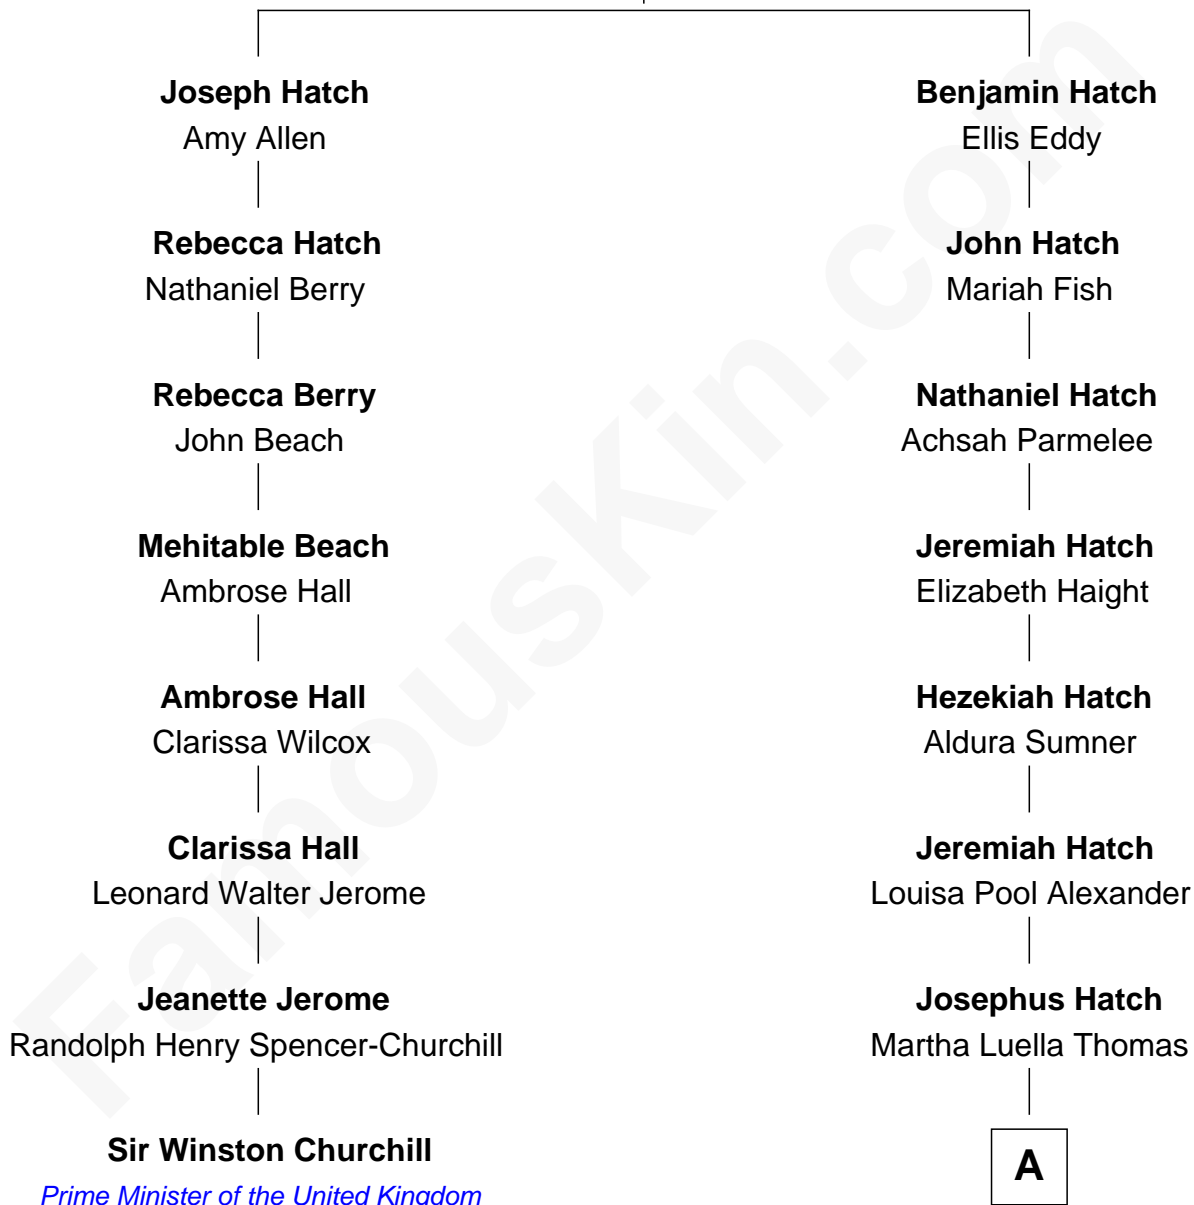 Joseph Hatch
Amy Allen
Benjamin Hatch
Ellis Eddy
Rebecca Hatch
Nathaniel Berry
John Hatch
Mariah Fish
Rebecca Berry
John Beach
Nathaniel Hatch
Achsah Parmelee
Mehitable Beach
Ambrose Hall
Jeremiah Hatch
Elizabeth Haight
Ambrose Hall
Clarissa Wilcox
Hezekiah Hatch
Aldura Sumner
Clarissa Hall
Leonard Walter Jerome
Jeremiah Hatch
Louisa Pool Alexander
Jeanette Jerome
Randolph Henry Spencer-Churchill
Josephus Hatch
Martha Luella Thomas
Sir Winston Churchill
Prime Minister of the United Kingdom
A
FamousKin.com